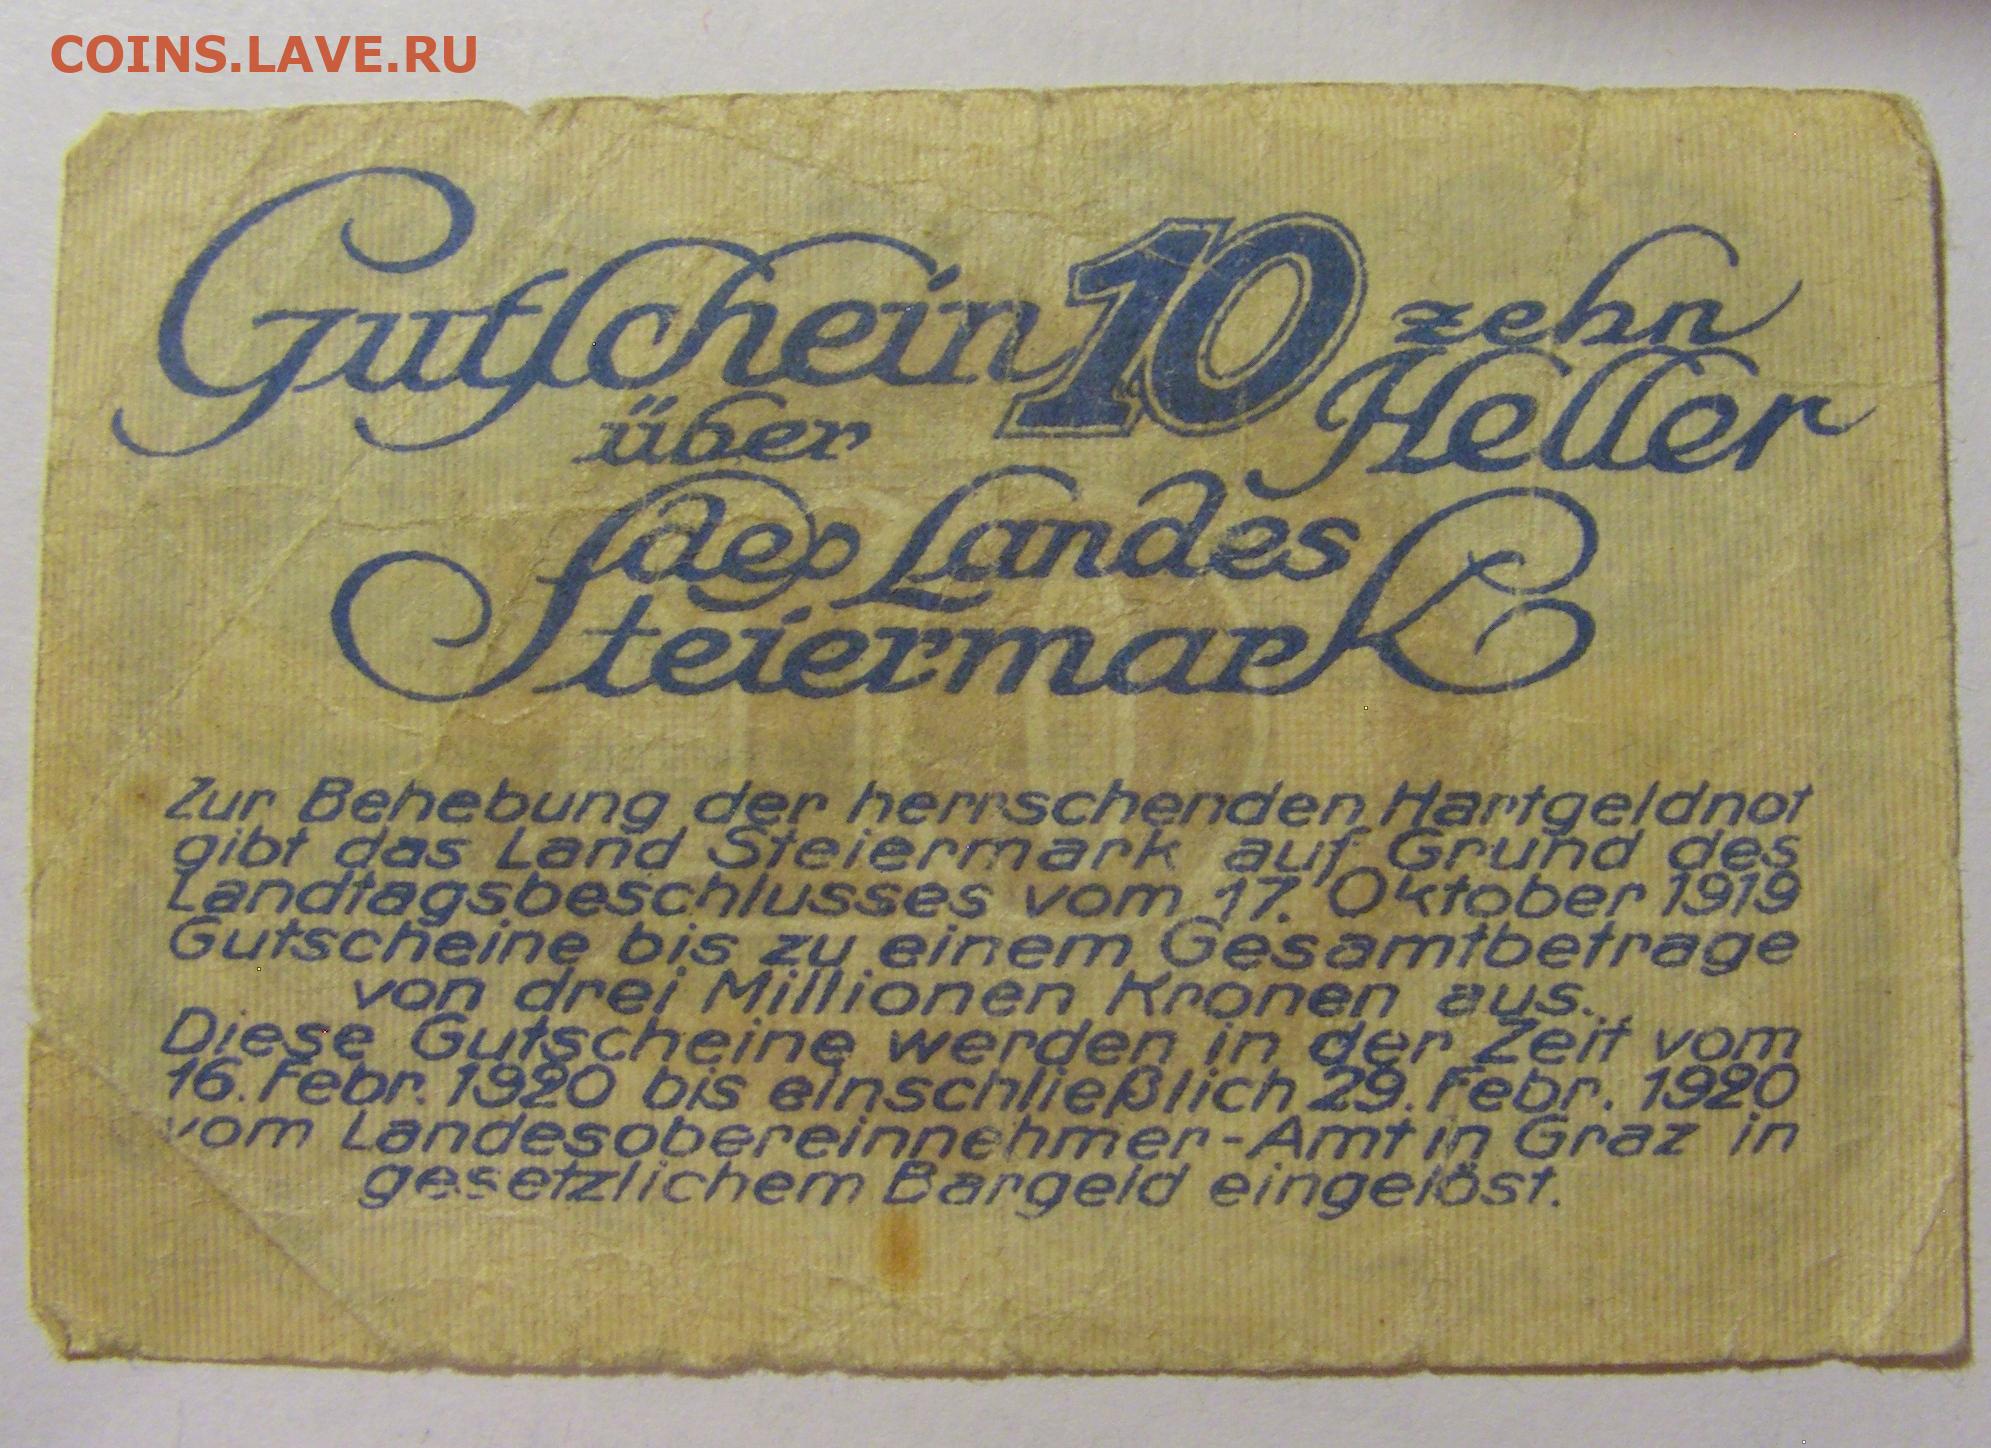 COINS.LAVE.RU
Gutschein 10 zehn
über Heller
des Landes
Steiermark
Zur Behebung der herrschenden Hartgeldnot
gibt das Land Steiermark auf Grund des
Landtagsbeschlusses vom 17. Oktober 1919
Gutscheine bis zu einem Gesamtbetrage
von drei Millionen Kronen aus.
Diese Gutscheine werden in der Zeit vom
16. Febr. 1920 bis einschließlich 29. Febr. 1920
vom Landesobereinnehmer-Amt in Graz in
gesetzlichem Bargeld eingelöst.